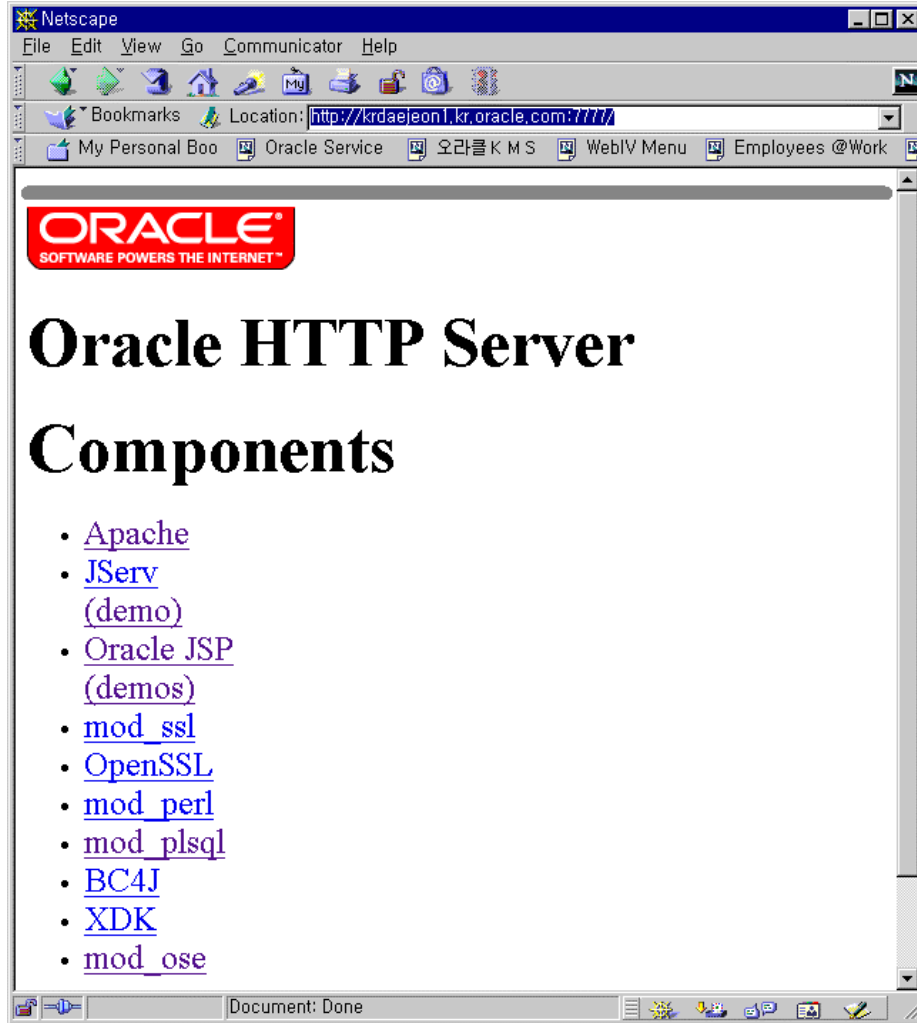 Netscape
File Edit View Go Communicator Help
My
Bookmarks Location: http://krdaejeon1.kr.oracle.com:7777/
My Personal Boo Oracle Service 오라클 K M S WebIV Menu Employees @Work
ORACLE®
SOFTWARE POWERS THE INTERNET™
Oracle HTTP Server
Components
• Apache
• JServ
(demo)
• Oracle JSP
(demos)
• mod_ssl
• OpenSSL
• mod_perl
• mod_plsql
• BC4J
• XDK
• mod_ose
Document: Done